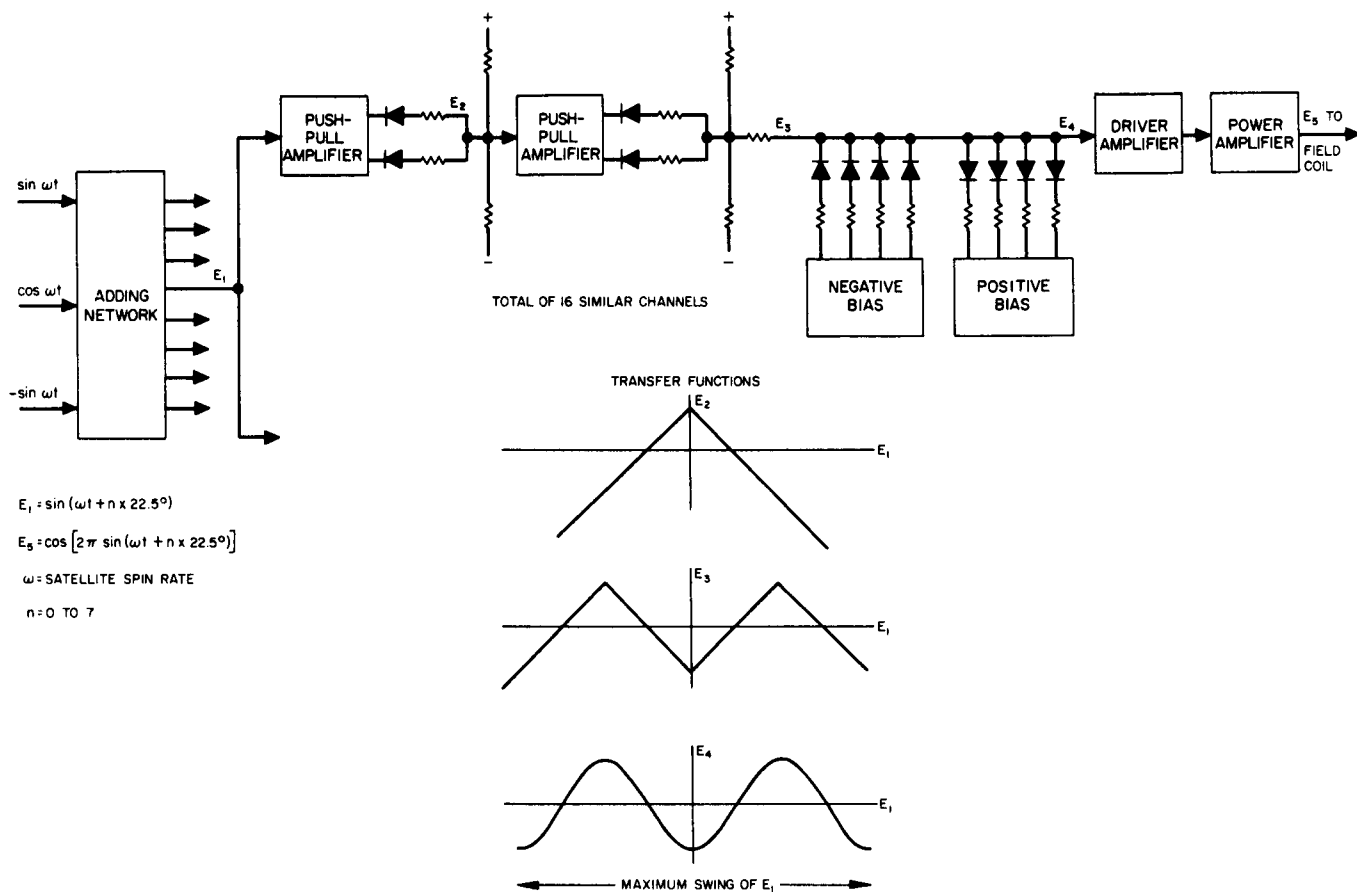 +
+
PUSH-
PULL
AMPLIFIER
E₂
PUSH-
PULL
AMPLIFIER
E₃
E₄
DRIVER
AMPLIFIER
POWER
AMPLIFIER
E₅ TO
FIELD
COIL
sin ωt
cos ωt
-sin ωt
ADDING
NETWORK
E₁
−
−
NEGATIVE
BIAS
POSITIVE
BIAS
TOTAL OF 16 SIMILAR CHANNELS
TRANSFER FUNCTIONS
E₂
E₁
E₁ = sin (ωt + n x 22.5°)
E₅ = cos [2π sin (ωt + n x 22.5°)]
ω = SATELLITE SPIN RATE
n = 0 TO 7
E₃
E₁
E₄
E₁
MAXIMUM SWING OF E₁